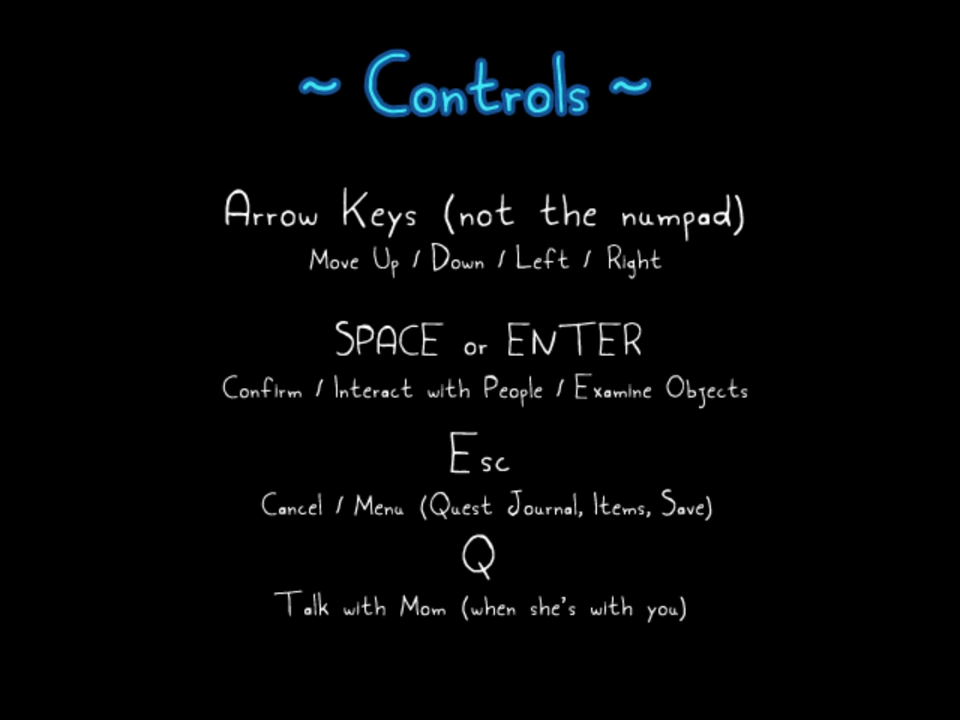 ~ Controls ~
Arrow Keys (not the numpad)
Move Up / Down / Left / Right
SPACE or ENTER
Confirm / Interact with People / Examine Objects
Esc
Cancel / Menu (Quest Journal, Items, Save)
Q
Talk with Mom (when she's with you)